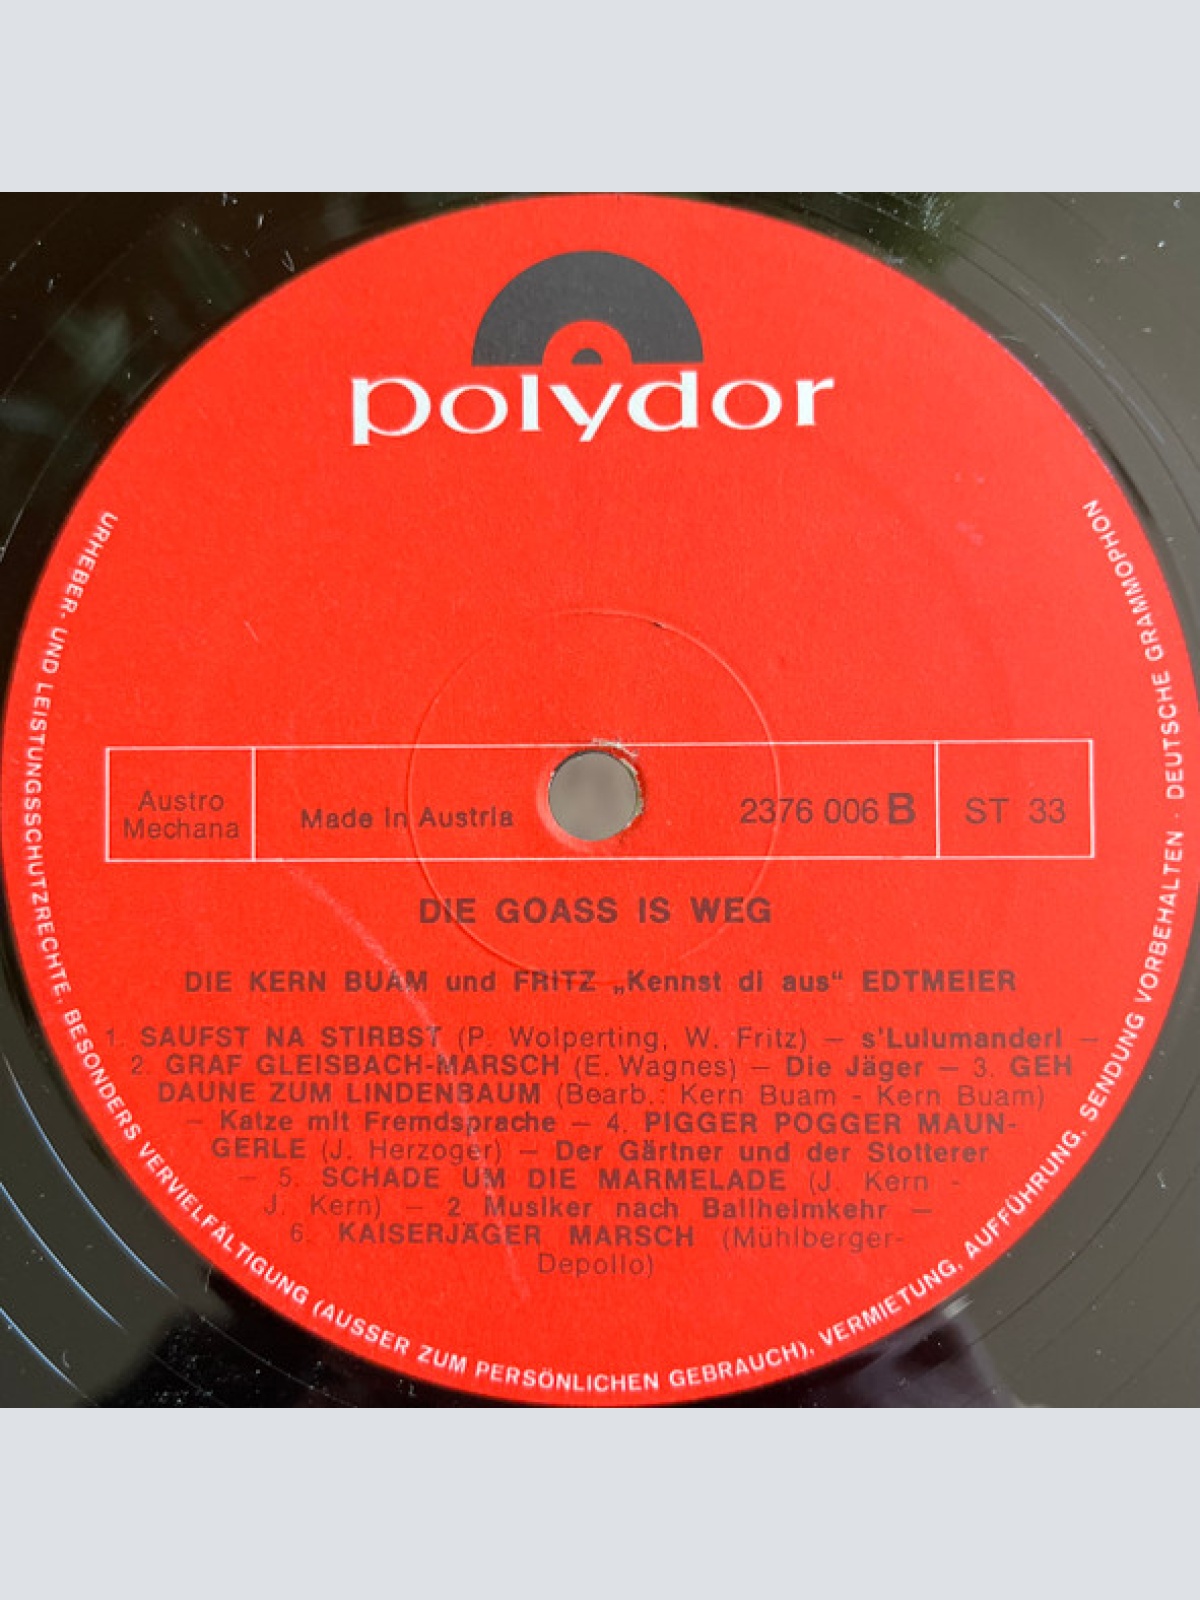 polydor
Austro
Mechana
Made in Austria
2376 006 B
ST 33
DIE GOASS IS WEG
DIE KERN BUAM und FRITZ „Kennst di aus“ EDTMEIER
1. SAUFST NA STIRBST (P. Wolperting, W. Fritz) — s'Lulumanderl —
2. GRAF GLEISBACH-MARSCH (E. Wagnes) — Die Jäger — 3. GEH
DAUNE ZUM LINDENBAUM (Bearb.: Kern Buam - Kern Buam)
— Katze mit Fremdsprache — 4. PIGGER POGGER MAUN-
GERLE (J. Herzoger) — Der Gärtner und der Stotterer
— 5. SCHADE UM DIE MARMELADE (J. Kern -
J. Kern) — 2 Musiker nach Ballheimkehr —
6. KAISERJÄGER MARSCH (Mühlberger-
Depollo)
URHEBER- UND LEISTUNGSSCHUTZRECHTE, BESONDERS VERVIELFÄLTIGUNG (AUSSER ZUM PERSÖNLICHEN GEBRAUCH), VERMIETUNG, AUFFÜHRUNG, SENDUNG VORBEHALTEN · DEUTSCHE GRAMMOPHON